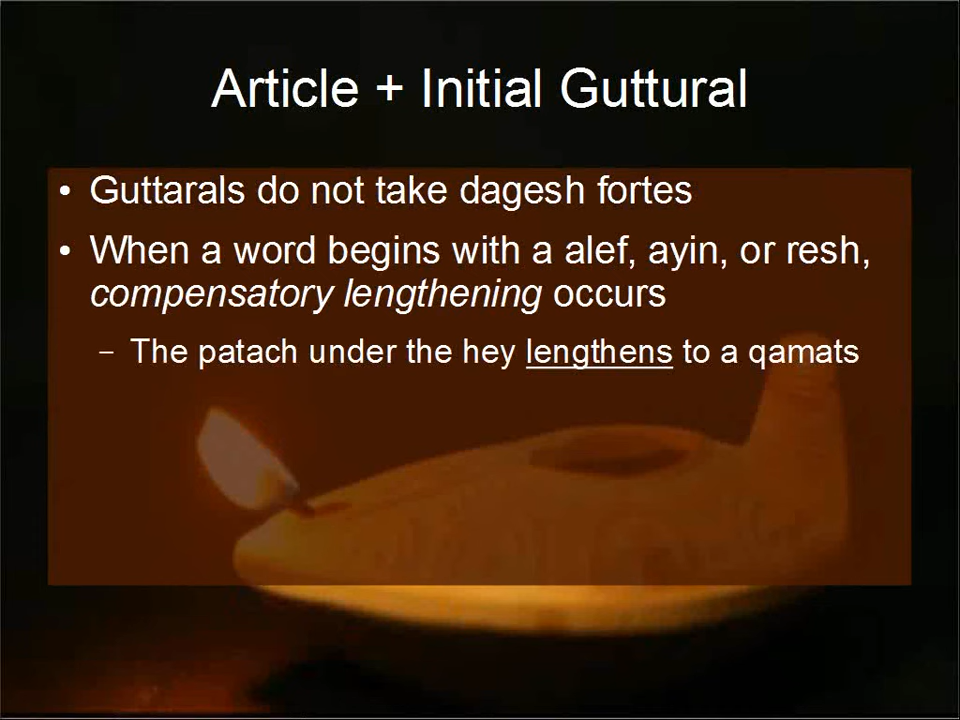 Article + Initial Guttural
• Guttarals do not take dagesh fortes
• When a word begins with a alef, ayin, or resh,
compensatory lengthening occurs
– The patach under the hey lengthens to a qamats